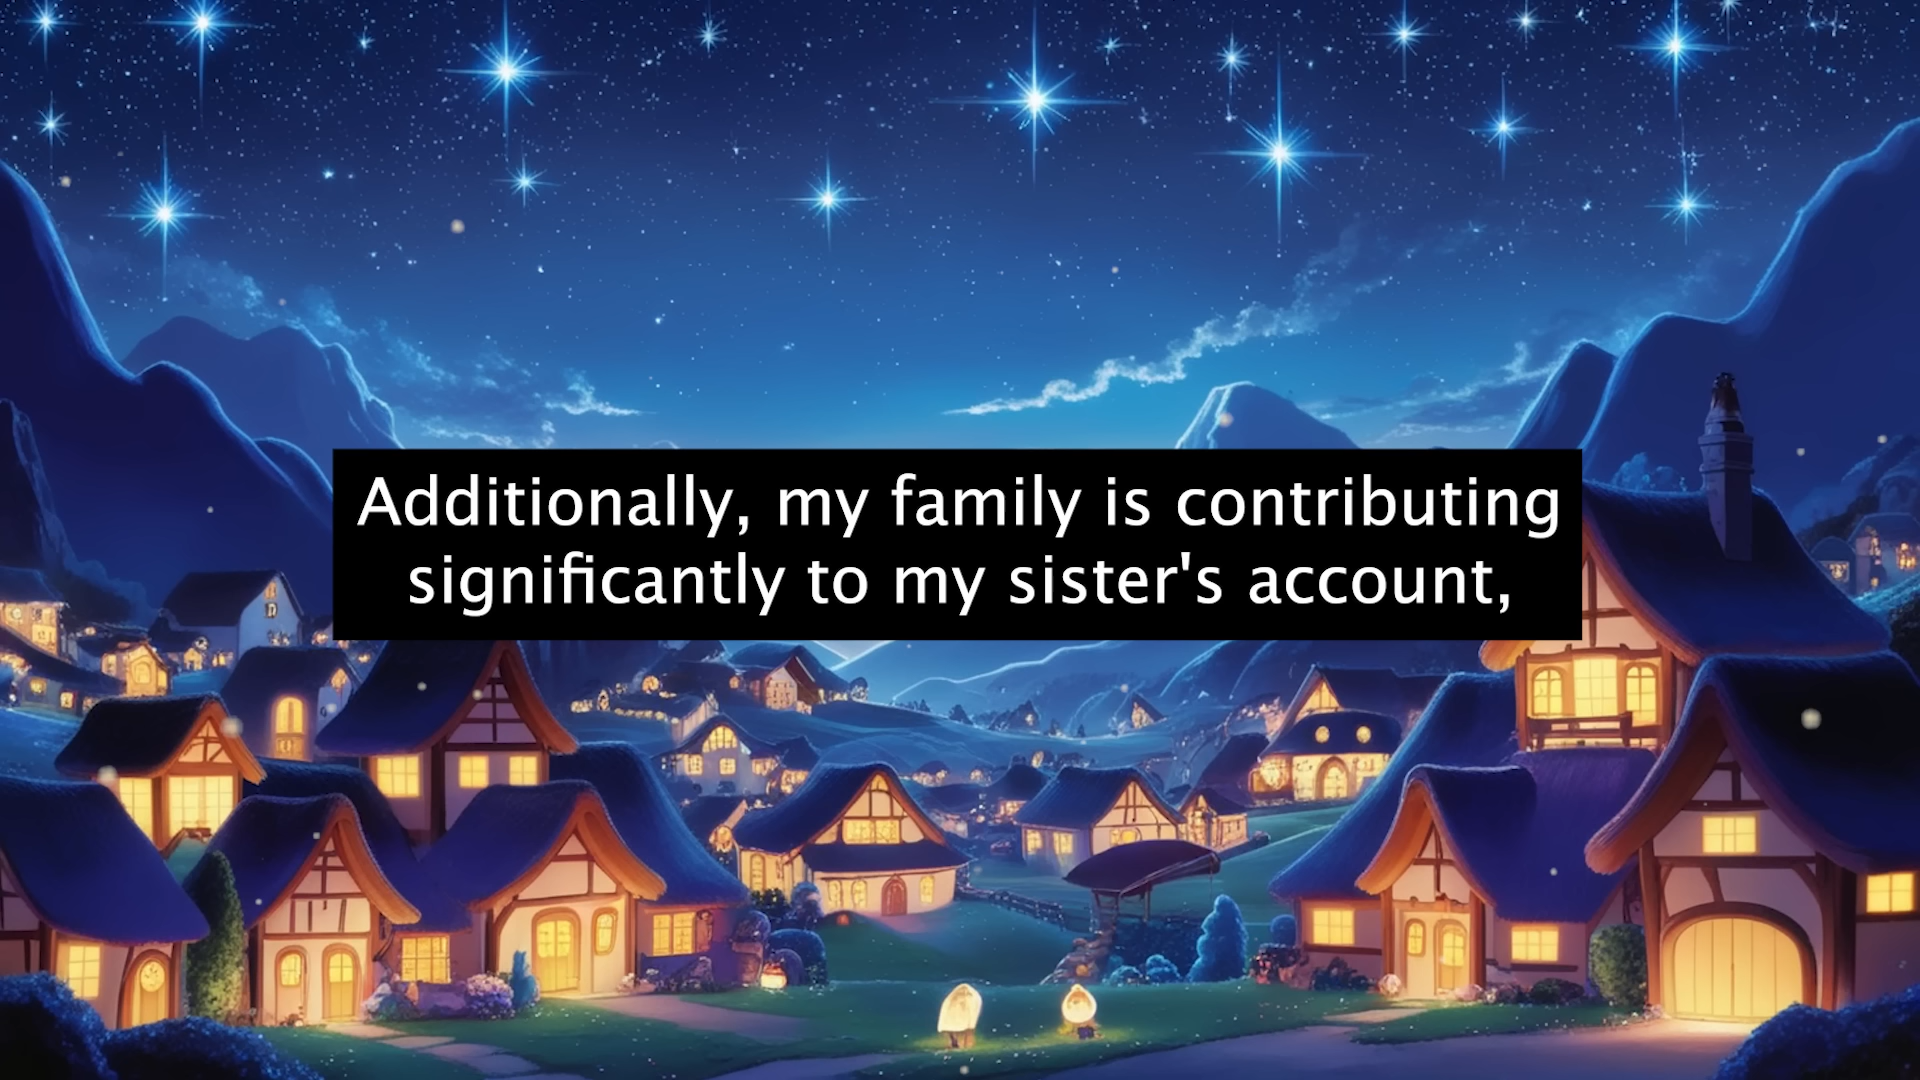 Additionally, my family is contributing
significantly to my sister's account,